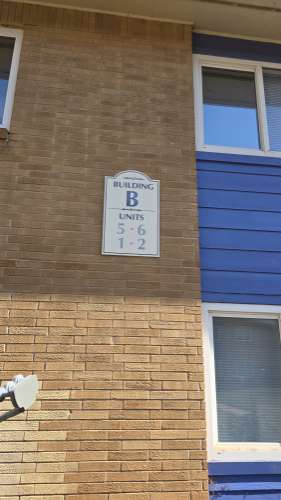 BUILDING
B
UNITS
5 - 6
1 - 2